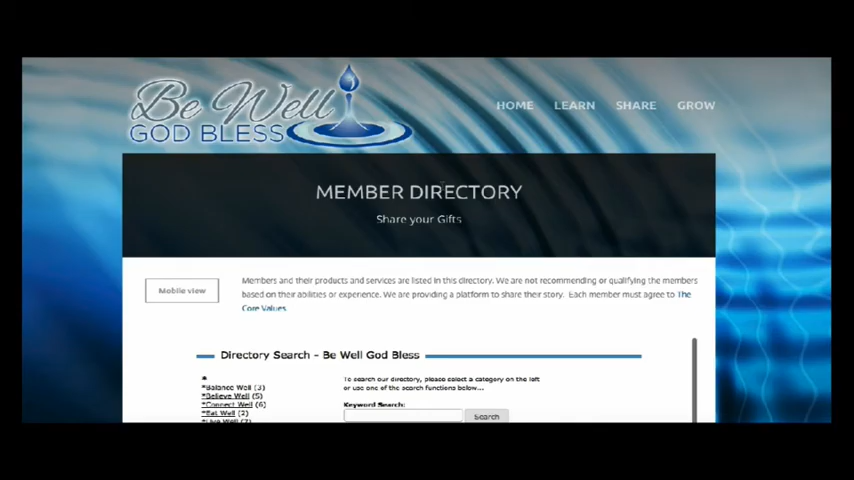 Be Well
GOD BLESS
HOME LEARN SHARE GROW
MEMBER DIRECTORY
Share your Gifts
Mobile view
Members and their products and services are listed in this directory. We are not recommending or qualifying the members
based on their abilities or experience. We are providing a platform to share their story. Each member must agree to The
Core Values.
Directory Search - Be Well God Bless
*
*Balance Well (3)
*Believe Well (5)
*Connect Well (6)
*Eat Well (2)
*Live Well (7)
To search our directory, please select a category on the left
or use one of the search functions below...
Keyword Search:
Search